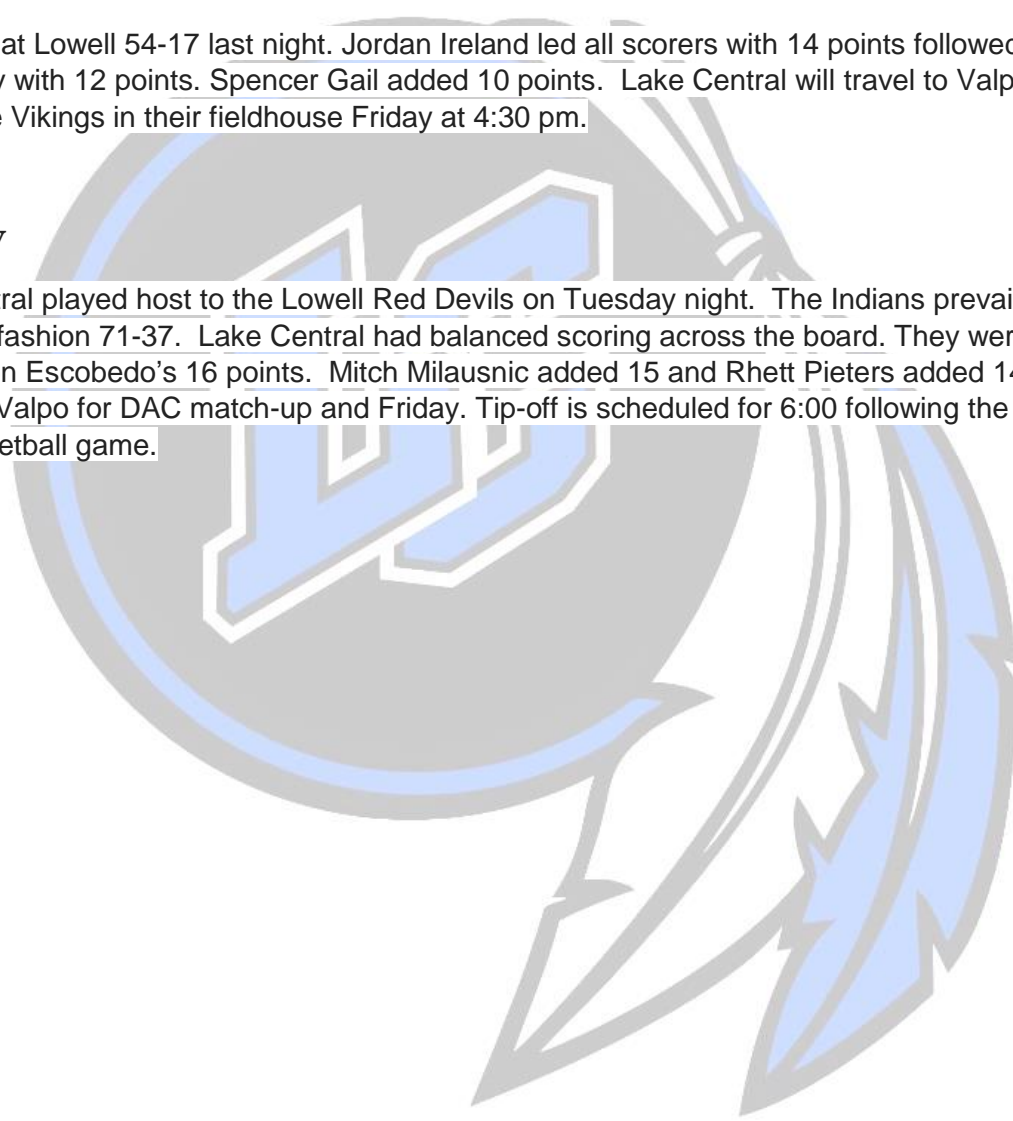 at Lowell 54-17 last night. Jordan Ireland led all scorers with 14 points followed
y with 12 points. Spencer Gail added 10 points.  Lake Central will travel to Valp
e Vikings in their fieldhouse Friday at 4:30 pm.
y
tral played host to the Lowell Red Devils on Tuesday night.  The Indians prevai
fashion 71-37.  Lake Central had balanced scoring across the board. They wer
n Escobedo’s 16 points.  Mitch Milausnic added 15 and Rhett Pieters added 14
Valpo for DAC match-up and Friday. Tip-off is scheduled for 6:00 following the
etball game.